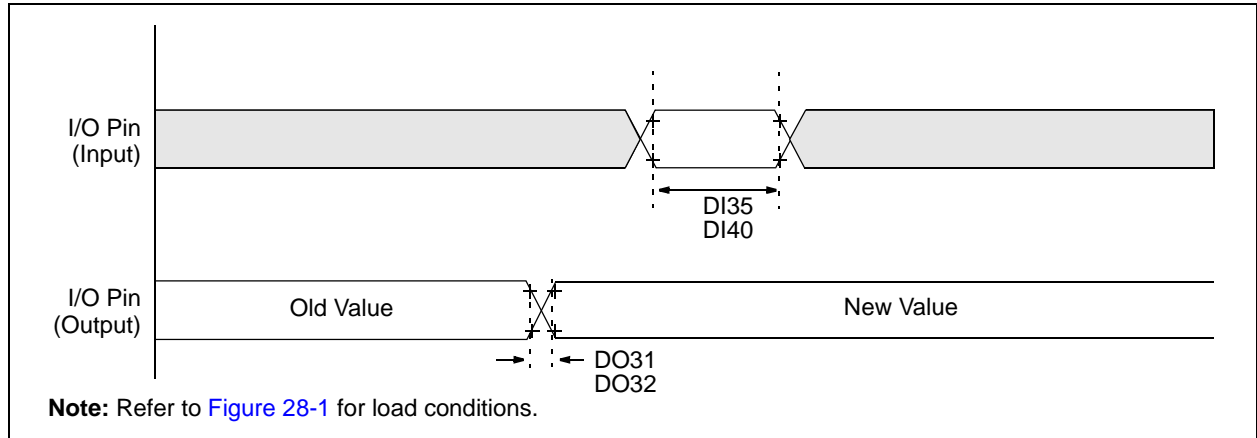 I/O Pin
(Input)
DI35
DI40
I/O Pin
(Output)
Old Value
New Value
DO31
DO32
Note: Refer to Figure 28-1 for load conditions.